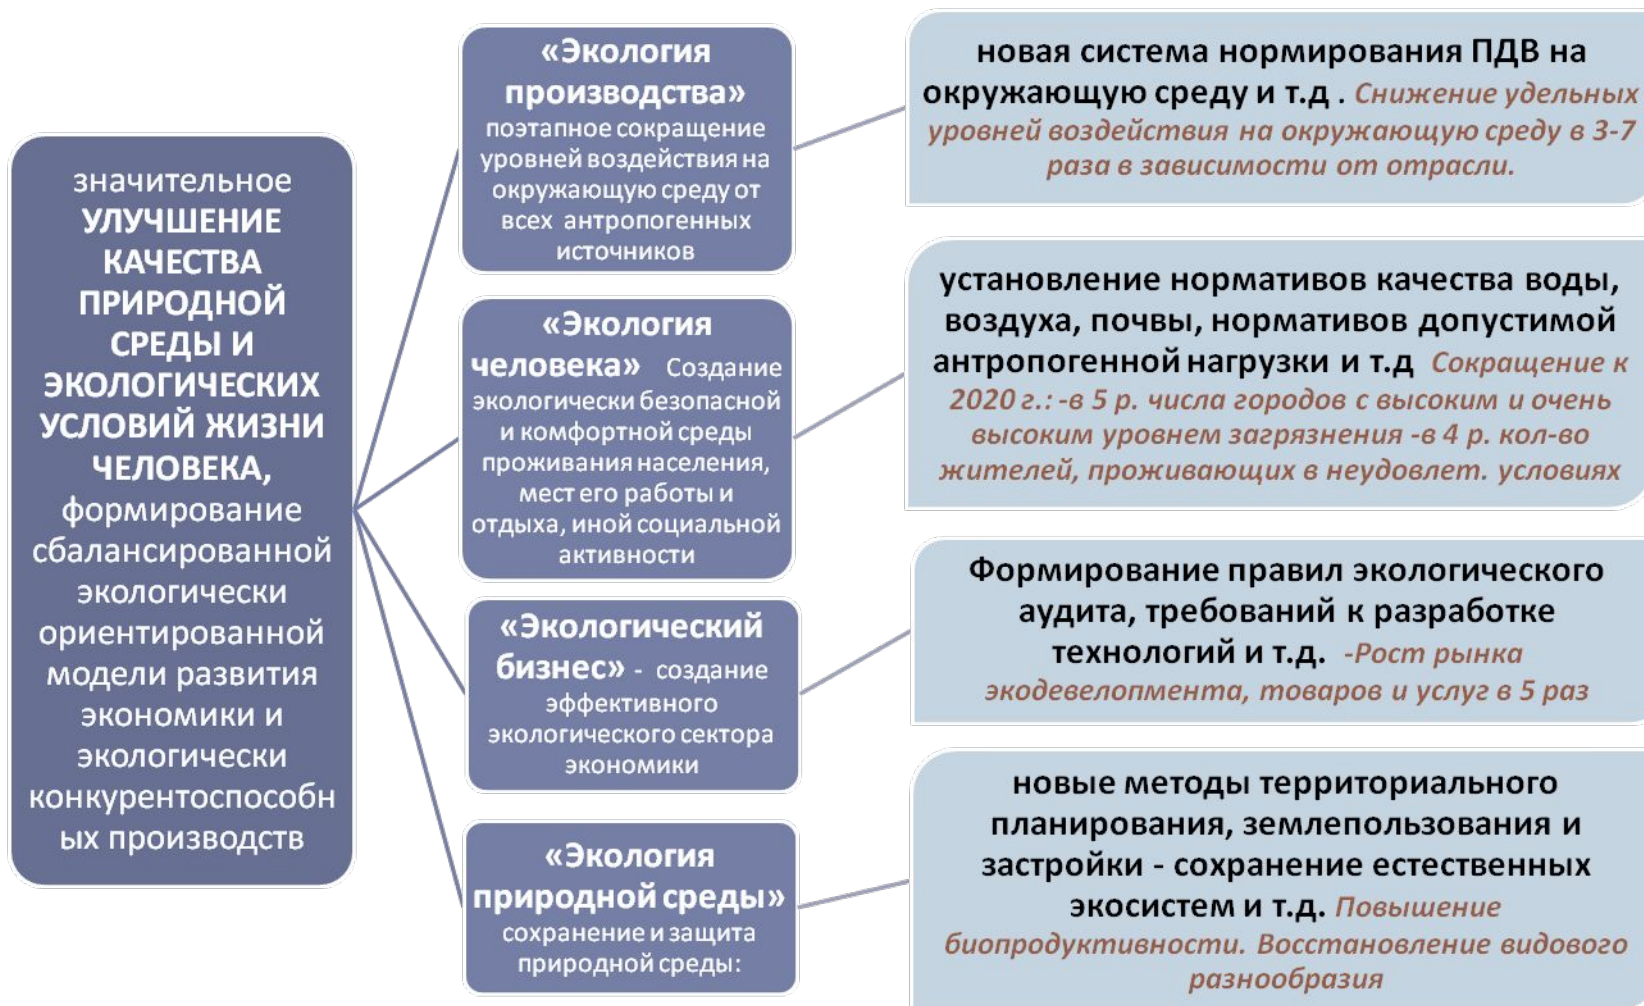 значительное
УЛУЧШЕНИЕ
КАЧЕСТВА
ПРИРОДНОЙ
СРЕДЫ И
ЭКОЛОГИЧЕСКИХ
УСЛОВИЙ ЖИЗНИ
ЧЕЛОВЕКА,
формирование
сбалансированной
экологически
ориентированной
модели развития
экономики и
экологически
конкурентоспособн
ых производств
«Экология
производства»
поэтапное сокращение
уровней воздействия на
окружающую среду от
всех антропогенных
источников
новая система нормирования ПДВ на
окружающую среду и т.д . Снижение удельных
уровней воздействия на окружающую среду в 3-7
раза в зависимости от отрасли.
«Экология
человека» Создание
экологически безопасной
и комфортной среды
проживания населения,
мест его работы и
отдыха, иной социальной
активности
установление нормативов качества воды,
воздуха, почвы, нормативов допустимой
антропогенной нагрузки и т.д Сокращение к
2020 г.: -в 5 р. числа городов с высоким и очень
высоким уровнем загрязнения -в 4 р. кол-во
жителей, проживающих в неудовлет. условиях
«Экологический
бизнес» - создание
эффективного
экологического сектора
экономики
Формирование правил экологического
аудита, требований к разработке
технологий и т.д. -Рост рынка
экодевелопмента, товаров и услуг в 5 раз
«Экология
природной среды»
сохранение и защита
природной среды:
новые методы территориального
планирования, землепользования и
застройки - сохранение естественных
экосистем и т.д. Повышение
биопродуктивности. Восстановление видового
разнообразия